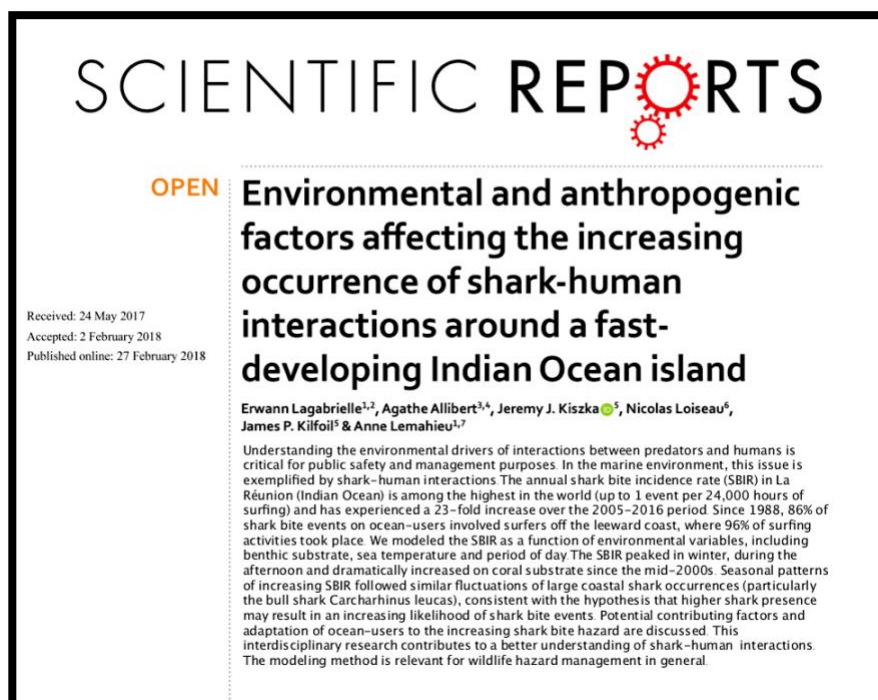 SCIENTIFIC REPORTS
OPEN
Environmental and anthropogenic
factors affecting the increasing
occurrence of shark-human
interactions around a fast-
developing Indian Ocean island
Received: 24 May 2017
Accepted: 2 February 2018
Published online: 27 February 2018
Erwann Lagabrielle1,2, Agathe Allibert3,4, Jeremy J. Kiszka iD 5, Nicolas Loiseau6,
James P. Kilfoil5 & Anne Lemahieu1,7
Understanding the environmental drivers of interactions between predators and humans is
critical for public safety and management purposes. In the marine environment, this issue is
exemplified by shark-human interactions. The annual shark bite incidence rate (SBIR) in La
Réunion (Indian Ocean) is among the highest in the world (up to 1 event per 24,000 hours of
surfing) and has experienced a 23-fold increase over the 2005-2016 period. Since 1988, 86% of
shark bite events on ocean-users involved surfers off the leeward coast, where 96% of surfing
activities took place. We modeled the SBIR as a function of environmental variables, including
benthic substrate, sea temperature and period of day. The SBIR peaked in winter, during the
afternoon and dramatically increased on coral substrate since the mid-2000s. Seasonal patterns
of increasing SBIR followed similar fluctuations of large coastal shark occurrences (particularly
the bull shark Carcharhinus leucas), consistent with the hypothesis that higher shark presence
may result in an increasing likelihood of shark bite events. Potential contributing factors and
adaptation of ocean-users to the increasing shark bite hazard are discussed. This
interdisciplinary research contributes to a better understanding of shark-human interactions.
The modeling method is relevant for wildlife hazard management in general.